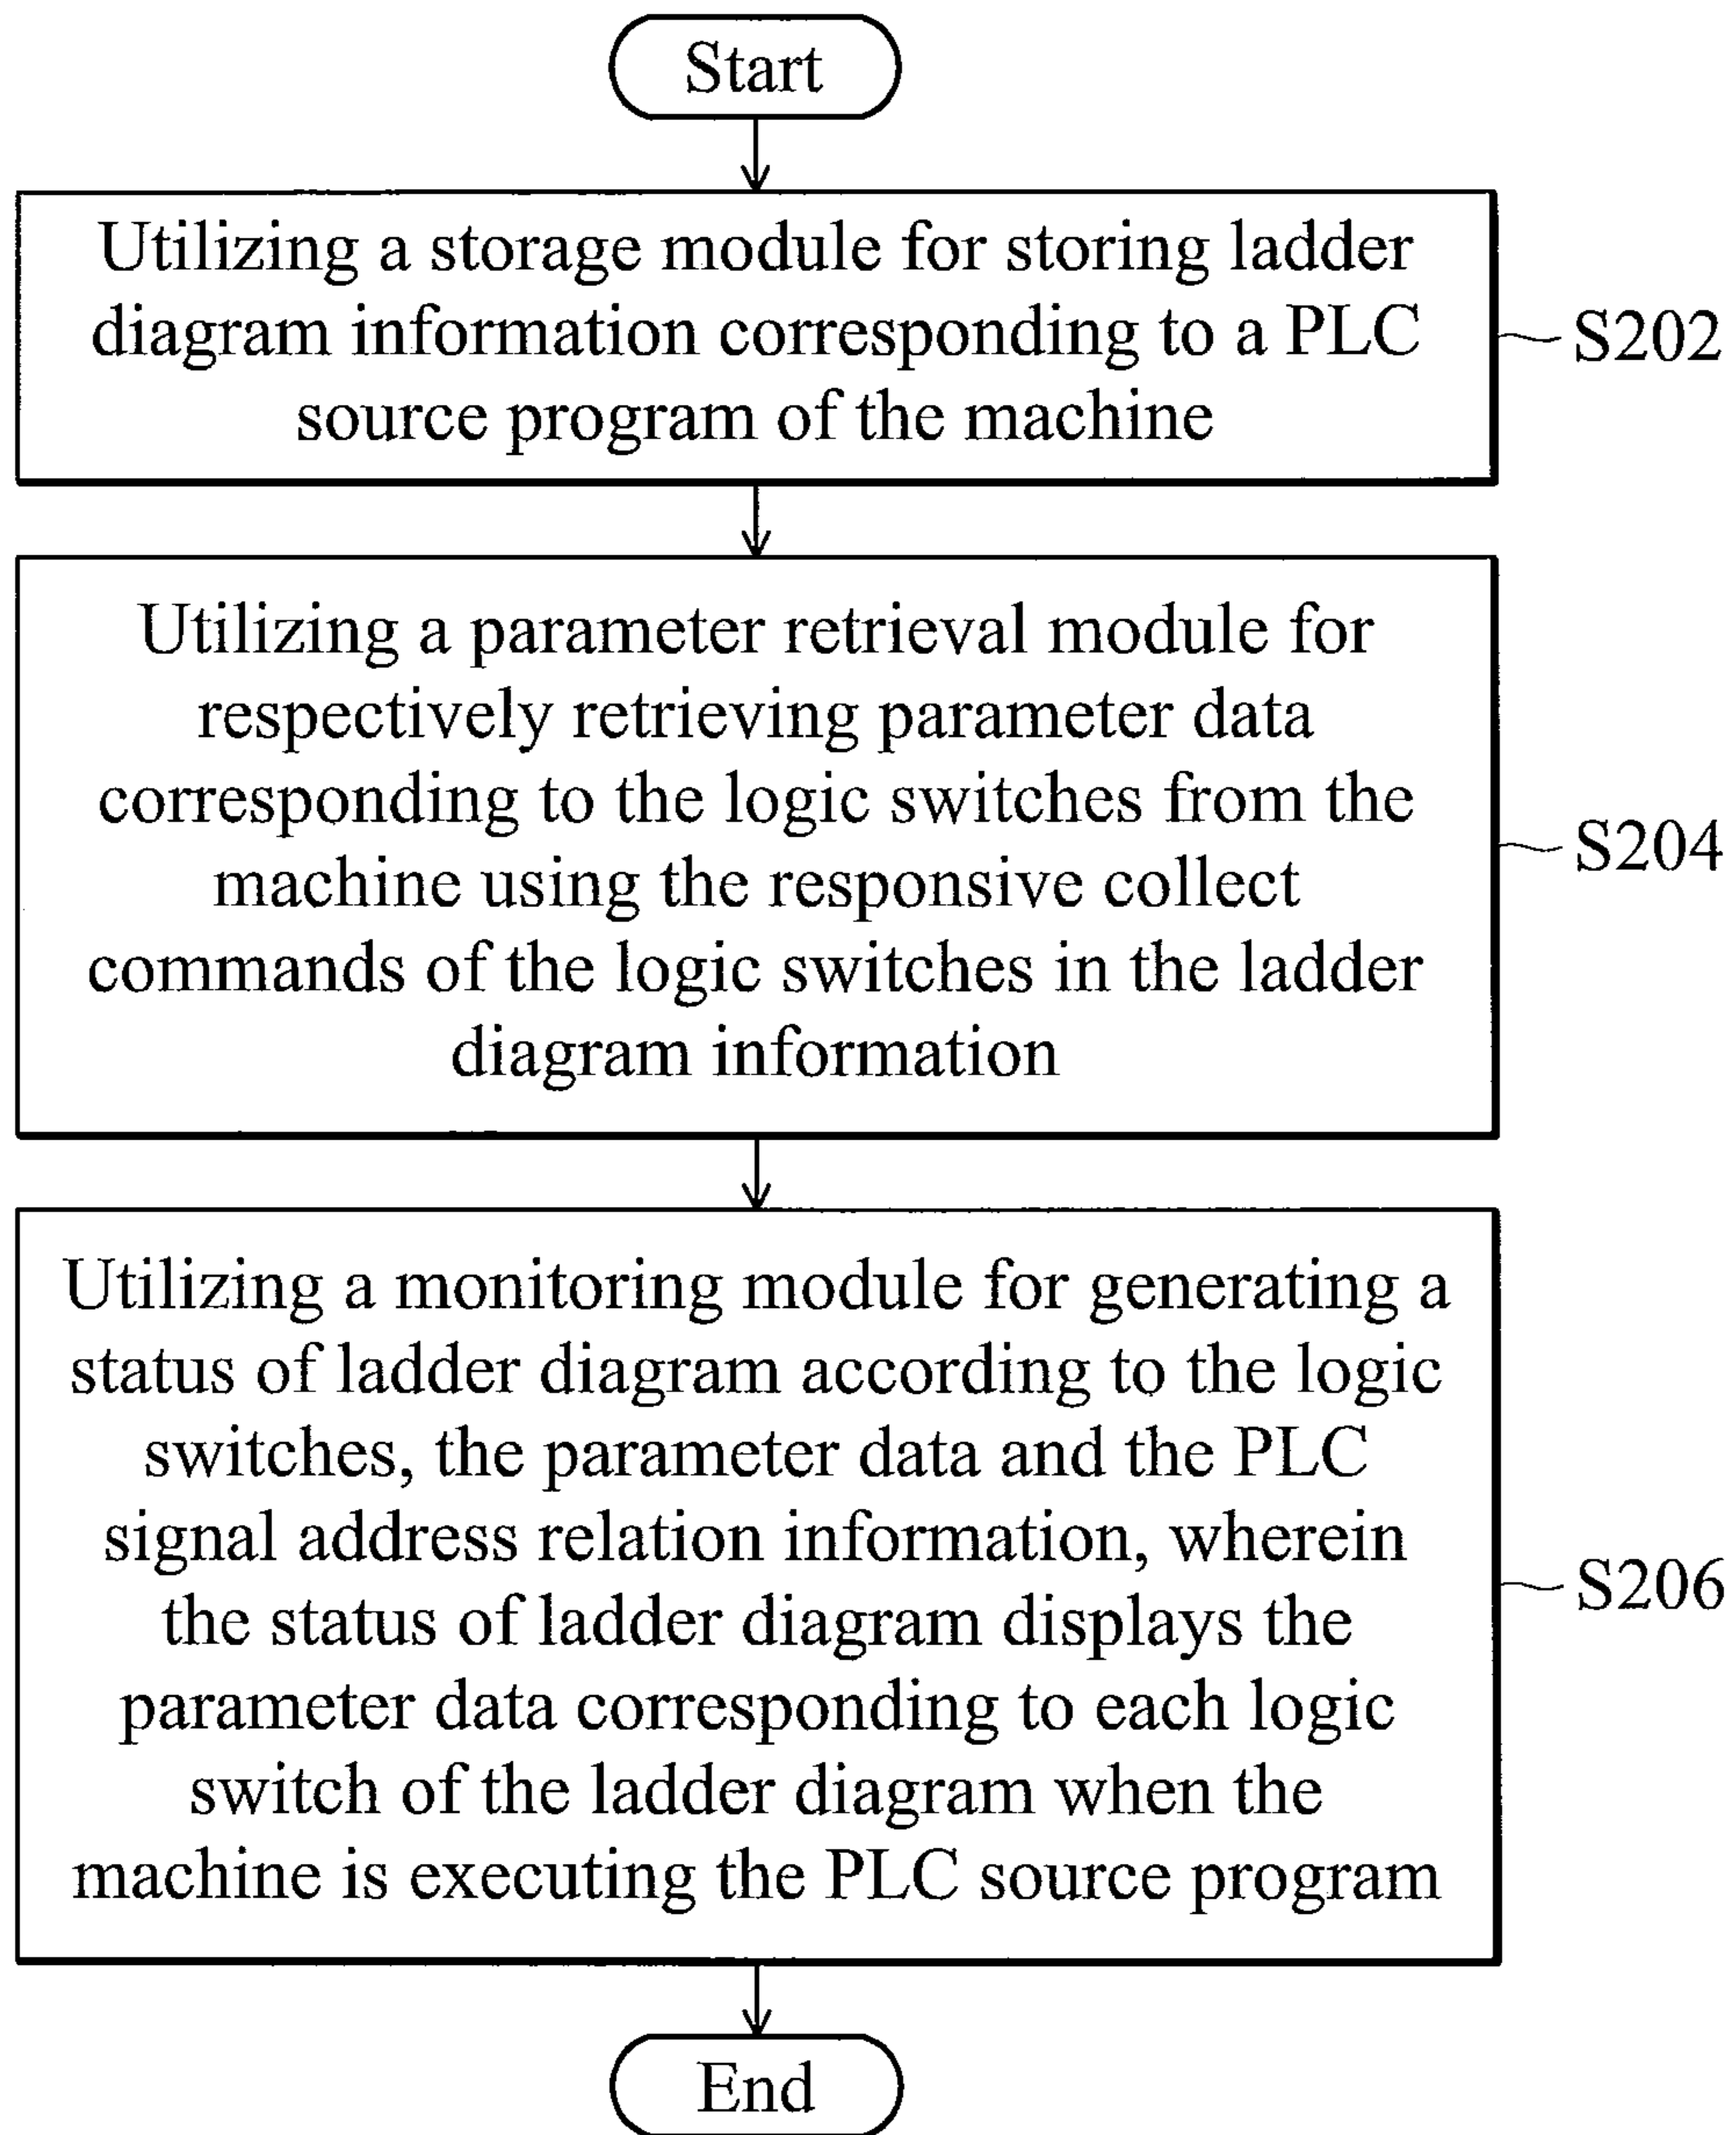 Start
Utilizing a storage module for storing ladder
diagram information corresponding to a PLC
source program of the machine
S202
Utilizing a parameter retrieval module for
respectively retrieving parameter data
corresponding to the logic switches from the
machine using the responsive collect
commands of the logic switches in the ladder
diagram information
S204
Utilizing a monitoring module for generating a
status of ladder diagram according to the logic
switches, the parameter data and the PLC
signal address relation information, wherein
the status of ladder diagram displays the
parameter data corresponding to each logic
switch of the ladder diagram when the
machine is executing the PLC source program
S206
End